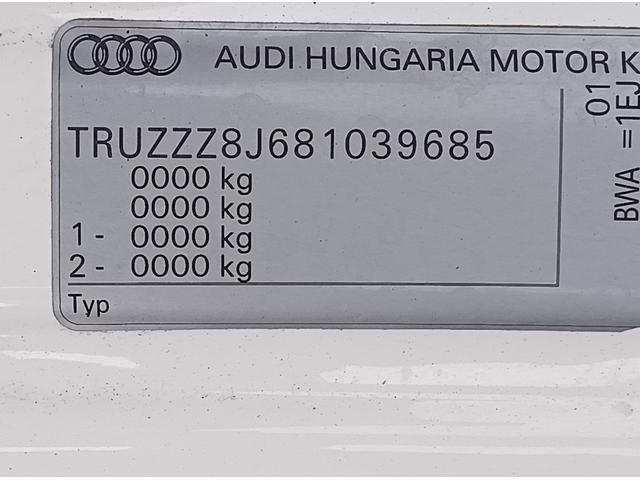 AUDI HUNGARIA MOTOR K
TRUZZZ8J681039685
0000 kg
0000 kg
1 - 0000 kg
2 - 0000 kg
Typ
01
BWA =1EJ